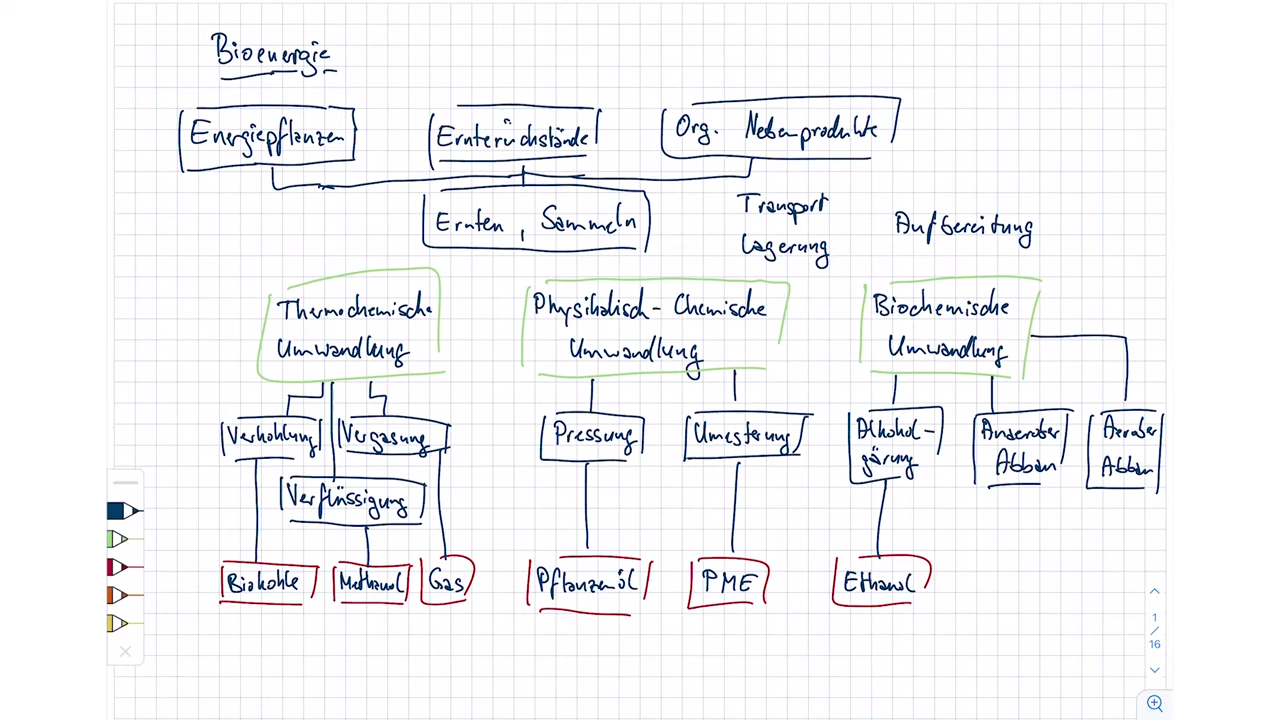 Bioenergie
Energiepflanzen
Ernterückstände
Org. Nebenprodukte
Ernten, Sammeln
Transport
Lagerung
Aufbereitung
Thermochemische
Umwandlung
Physikalisch-Chemische
Umwandlung
Biochemische
Umwandlung
Verkohlung
Vergasung
Verflüssigung
Pressung
Umesterung
Alkohol-
gärung
Anaerober
Abbau
Aerober
Abbau
Biokohle
Methanol
Gas
Pflanzenöl
PME
Ethanol
1
/
16